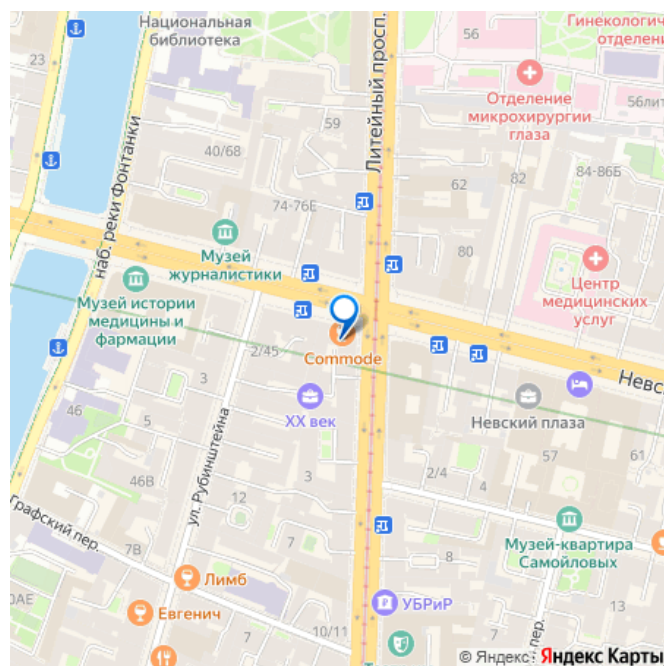 Национальная
библиотека
23
56
Гинекологич
отделени
Литейный просп.
Отделение
микрохирургии
глаза
56лит
59
40/68
наб. реки Фонтанки
62
82
84-86Б
74-76Е
Музей
журналистики
80
Центр
медицинских
услуг
Музей истории
медицины и
фармации
2/45
Commode
Невс
46
XX век
Невский плаза
ул. Рубинштейна
57
61
46В
3
2/4
4
12
Графский пер.
7
7В
3
Музей-квартира
Самойловых
8
Лимб
5
0АЕ
Евгенич
УБРиР
10/11
пер.
© Яндекс Яндекс Карты